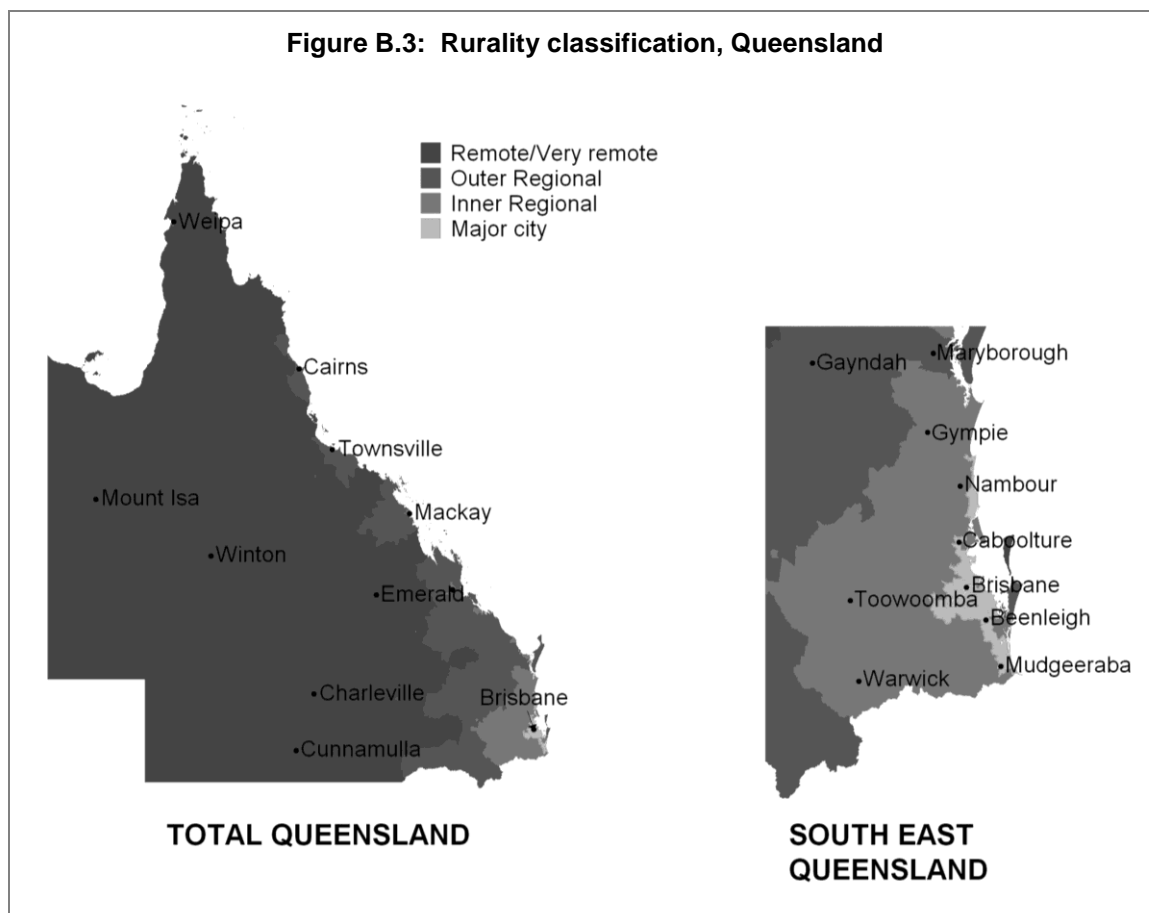 Figure B.3: Rurality classification, Queensland
Remote/Very remote
Outer Regional
Inner Regional
Major city
Weipa
Cairns
Townsville
Mount Isa
Mackay
Winton
Emerald
Charleville
Brisbane
Cunnamulla
TOTAL QUEENSLAND
Gayndah
Maryborough
Gympie
Nambour
Caboolture
Brisbane
Toowoomba
Beenleigh
Mudgeeraba
Warwick
SOUTH EAST
QUEENSLAND